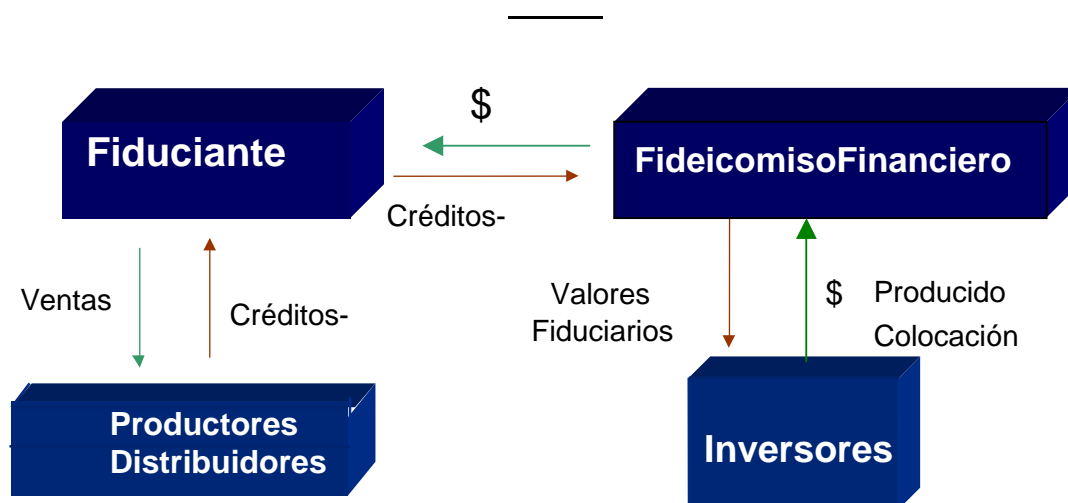 $
Fiduciante
FideicomisoFinanciero
Créditos-
Ventas
Créditos-
Valores
Fiduciarios
$ Producido
Colocación
Productores
Distribuidores
Inversores